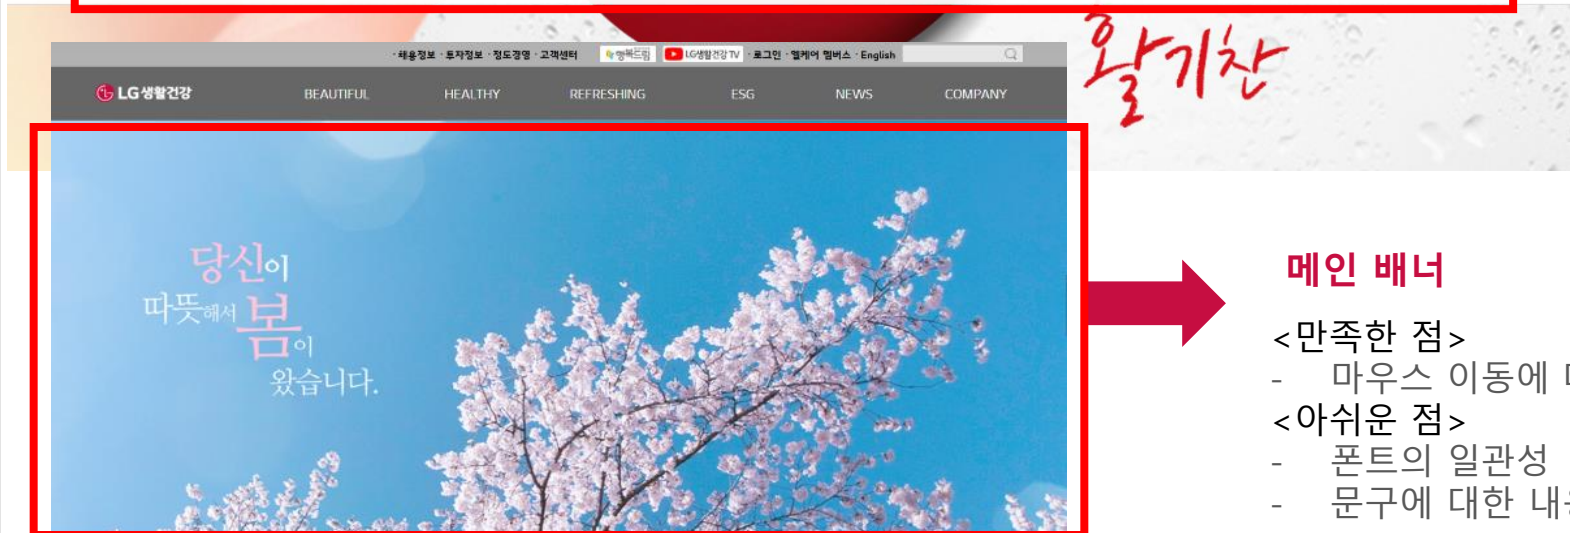 활기찬
·채용정보 ·투자정보 ·정도경영 ·고객센터 행복드림 LG생활건강 TV ·로그인 ·엘케어 멤버스 ·English
LG생활건강 BEAUTIFUL HEALTHY REFRESHING ESG NEWS COMPANY
당신이
따뜻해서 봄이
왔습니다.
메인 배너
<만족한 점>
- 마우스 이동에
<아쉬운 점>
- 폰트의 일관성
- 문구에 대한